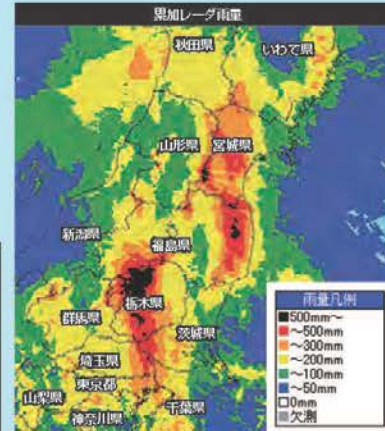 累加レーダ雨量
秋田県
いわて県
山形県
宮城県
新潟県
福島県
栃木県
群馬県
茨城県
埼玉県
東京都
山梨県
千葉県
神奈川県
雨量凡例
500mm～
～500mm
～300mm
～200mm
～100mm
～50mm
0mm
欠測